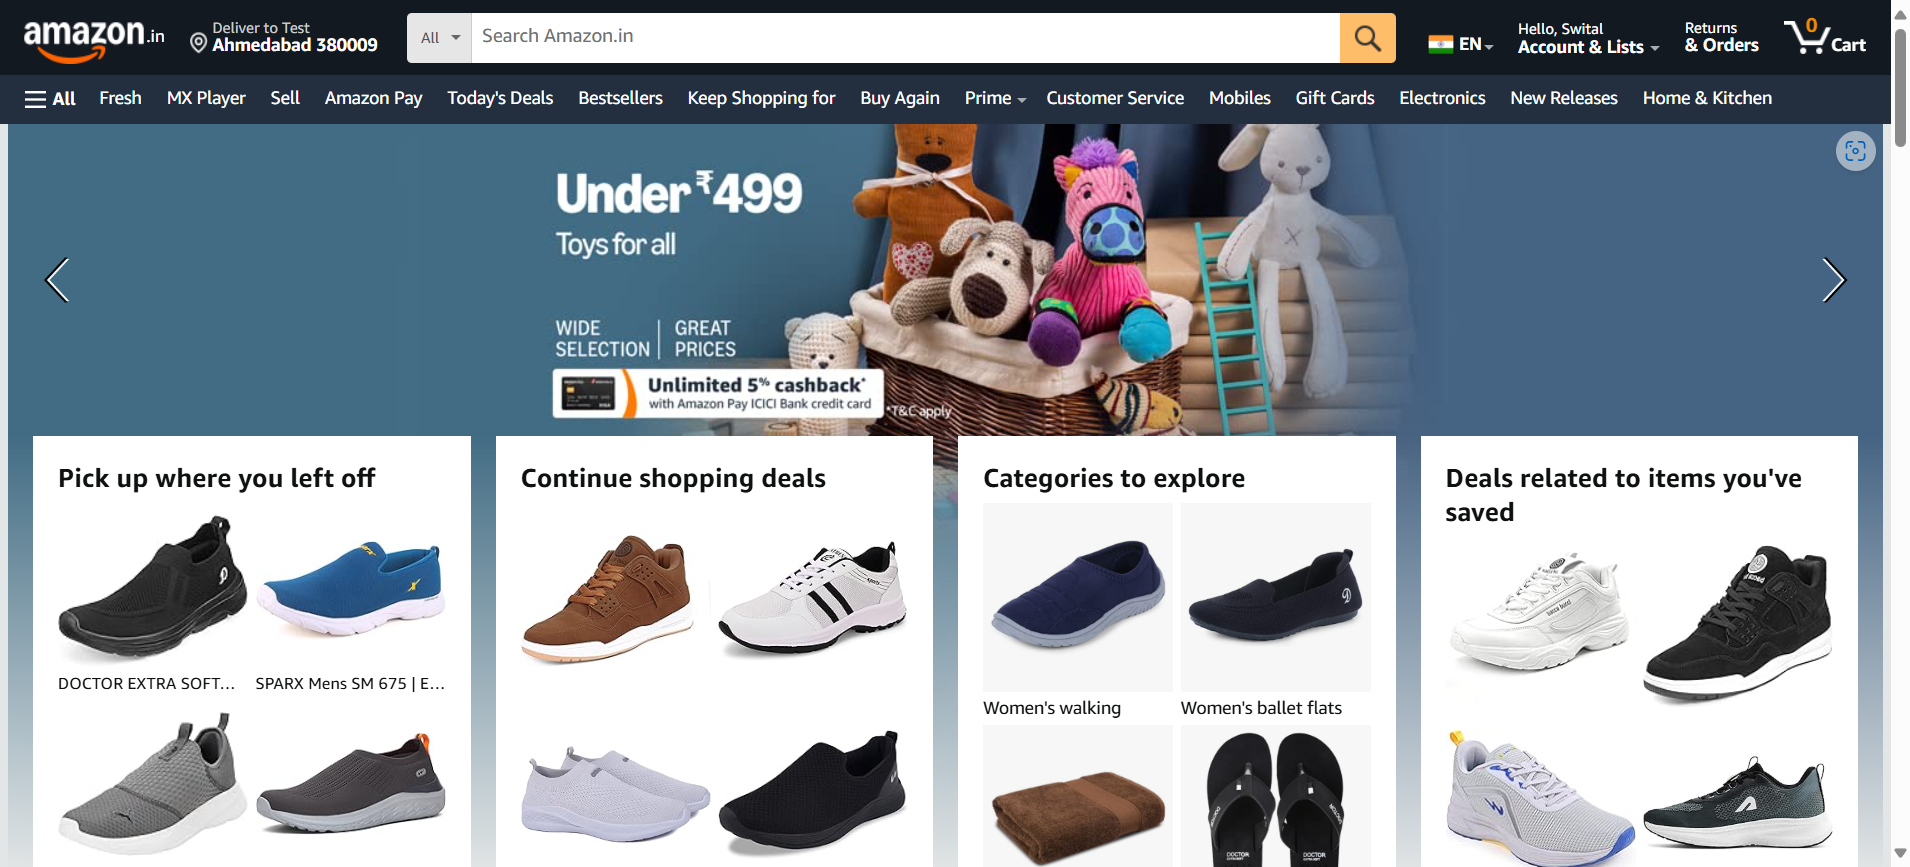 amazon.in
Deliver to Test
Ahmedabad 380009
All
Search Amazon.in
EN
Hello, Swital
Account & Lists
Returns
& Orders
0
Cart
All
Fresh
MX Player
Sell
Amazon Pay
Today's Deals
Bestsellers
Keep Shopping for
Buy Again
Prime
Customer Service
Mobiles
Gift Cards
Electronics
New Releases
Home & Kitchen
Under ₹499
Toys for all
WIDE SELECTION
GREAT PRICES
Unlimited 5% cashback*
with Amazon Pay ICICI Bank credit card
*T&C apply
Pick up where you left off
DOCTOR EXTRA SOFT...
SPARX Mens SM 675 | E...
Continue shopping deals
Categories to explore
Women's walking
Women's ballet flats
DOCTOR
Deals related to items you've
saved